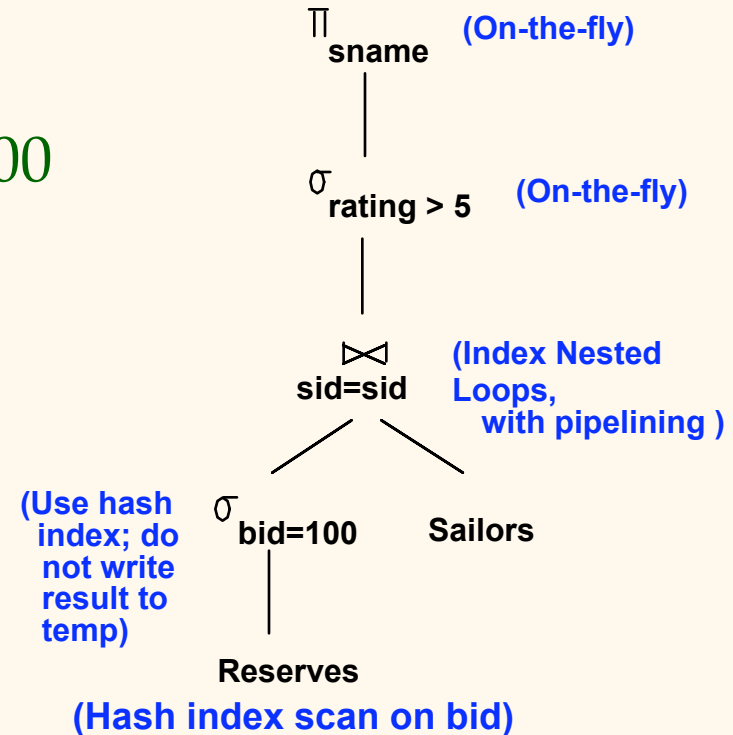 π
sname (On-the-fly)
00
σ
rating > 5 (On-the-fly)
⋈
sid=sid
(Index Nested
Loops,
with pipelining )
(Use hash
index; do
not write
result to
temp)
σ
bid=100
Sailors
Reserves
(Hash index scan on bid)